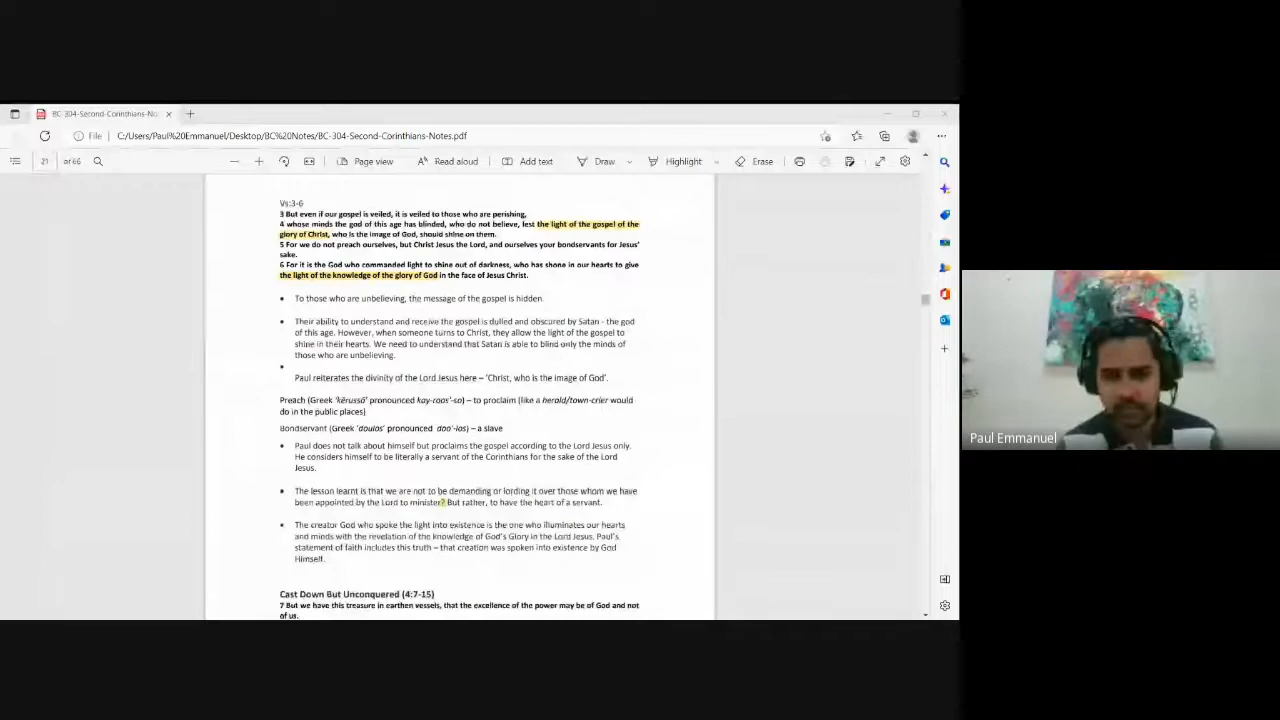 BC-304-Second-Corinthians-No
File
C:/Users/Paul%20Emmanuel/Desktop/BC%20Notes/BC-304-Second-Corinthians-Notes.pdf
21 of 66
Page view
Read aloud
Add text
Draw
Highlight
Erase
Vs:3-6
3 But even if our gospel is veiled, it is veiled to those who are perishing,
4 whose minds the god of this age has blinded, who do not believe, lest the light of the gospel of the
glory of Christ, who is the image of God, should shine on them.
5 For we do not preach ourselves, but Christ Jesus the Lord, and ourselves your bondservants for Jesus'
sake.
6 For it is the God who commanded light to shine out of darkness, who has shone in our hearts to give
the light of the knowledge of the glory of God in the face of Jesus Christ.
• To those who are unbelieving, the message of the gospel is hidden.
• Their ability to understand and receive the gospel is dulled and obscured by Satan - the god
of this age. However, when someone turns to Christ, they allow the light of the gospel to
shine in their hearts. We need to understand that Satan is able to blind only the minds of
those who are unbelieving.
•
Paul reiterates the divinity of the Lord Jesus here – 'Christ, who is the image of God'.
Preach (Greek 'kērussō' pronounced kay-roos'-so) – to proclaim (like a herald/town-crier would
do in the public places)
Bondservant (Greek 'doulos' pronounced doo'-los) – a slave
• Paul does not talk about himself but proclaims the gospel according to the Lord Jesus only.
He considers himself to be literally a servant of the Corinthians for the sake of the Lord
Jesus.
• The lesson learnt is that we are not to be demanding or lording it over those whom we have
been appointed by the Lord to minister? But rather, to have the heart of a servant.
• The creator God who spoke the light into existence is the one who illuminates our hearts
and minds with the revelation of the knowledge of God's Glory in the Lord Jesus. Paul's
statement of faith includes this truth – that creation was spoken into existence by God
Himself.
Cast Down But Unconquered (4:7-15)
7 But we have this treasure in earthen vessels, that the excellence of the power may be of God and not
of us.
Paul Emmanuel